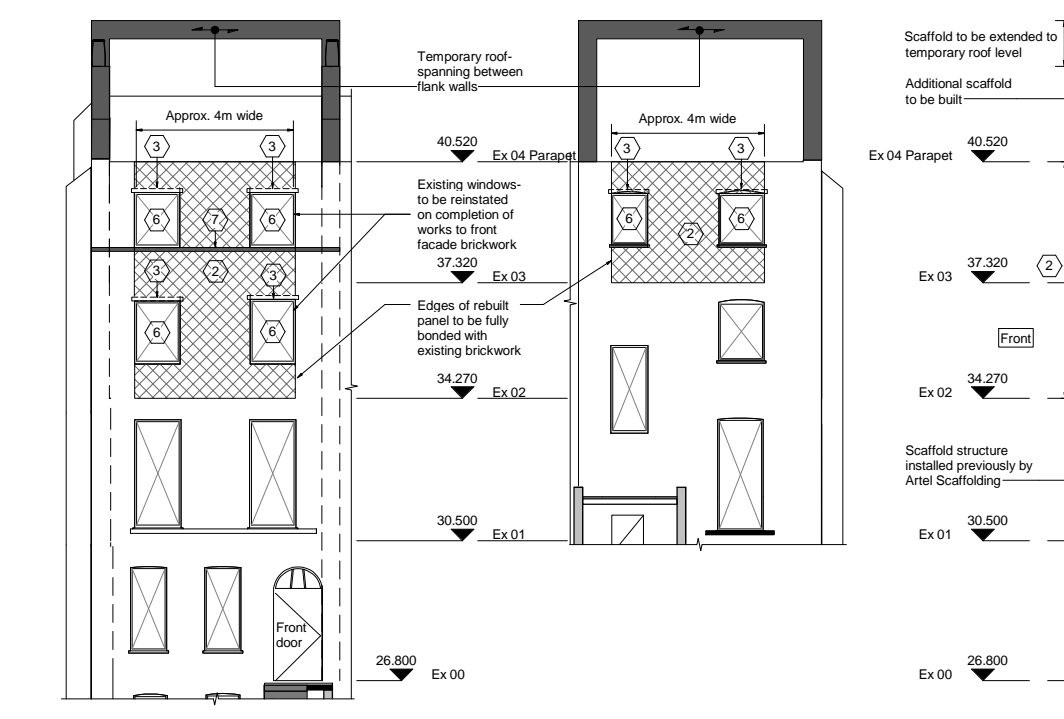 Temporary roof-
spanning between
flank walls
Approx. 4m wide
3
3
40.520
Ex 04 Parapet
Existing windows-
to be reinstated
on completion of
works to front
facade brickwork
6
7
6
37.320
Ex 03
3
2
3
6
6
Edges of rebuilt
panel to be fully
bonded with
existing brickwork
34.270
Ex 02
30.500
Ex 01
Front
door
26.800
Ex 00
Approx. 4m wide
3
3
6
2
6
Scaffold to be extended to
temporary roof level
Additional scaffold
to be built
40.520
Ex 04 Parapet
37.320
Ex 03
2
Front
34.270
Ex 02
Scaffold structure
installed previously by
Artel Scaffolding
30.500
Ex 01
26.800
Ex 00